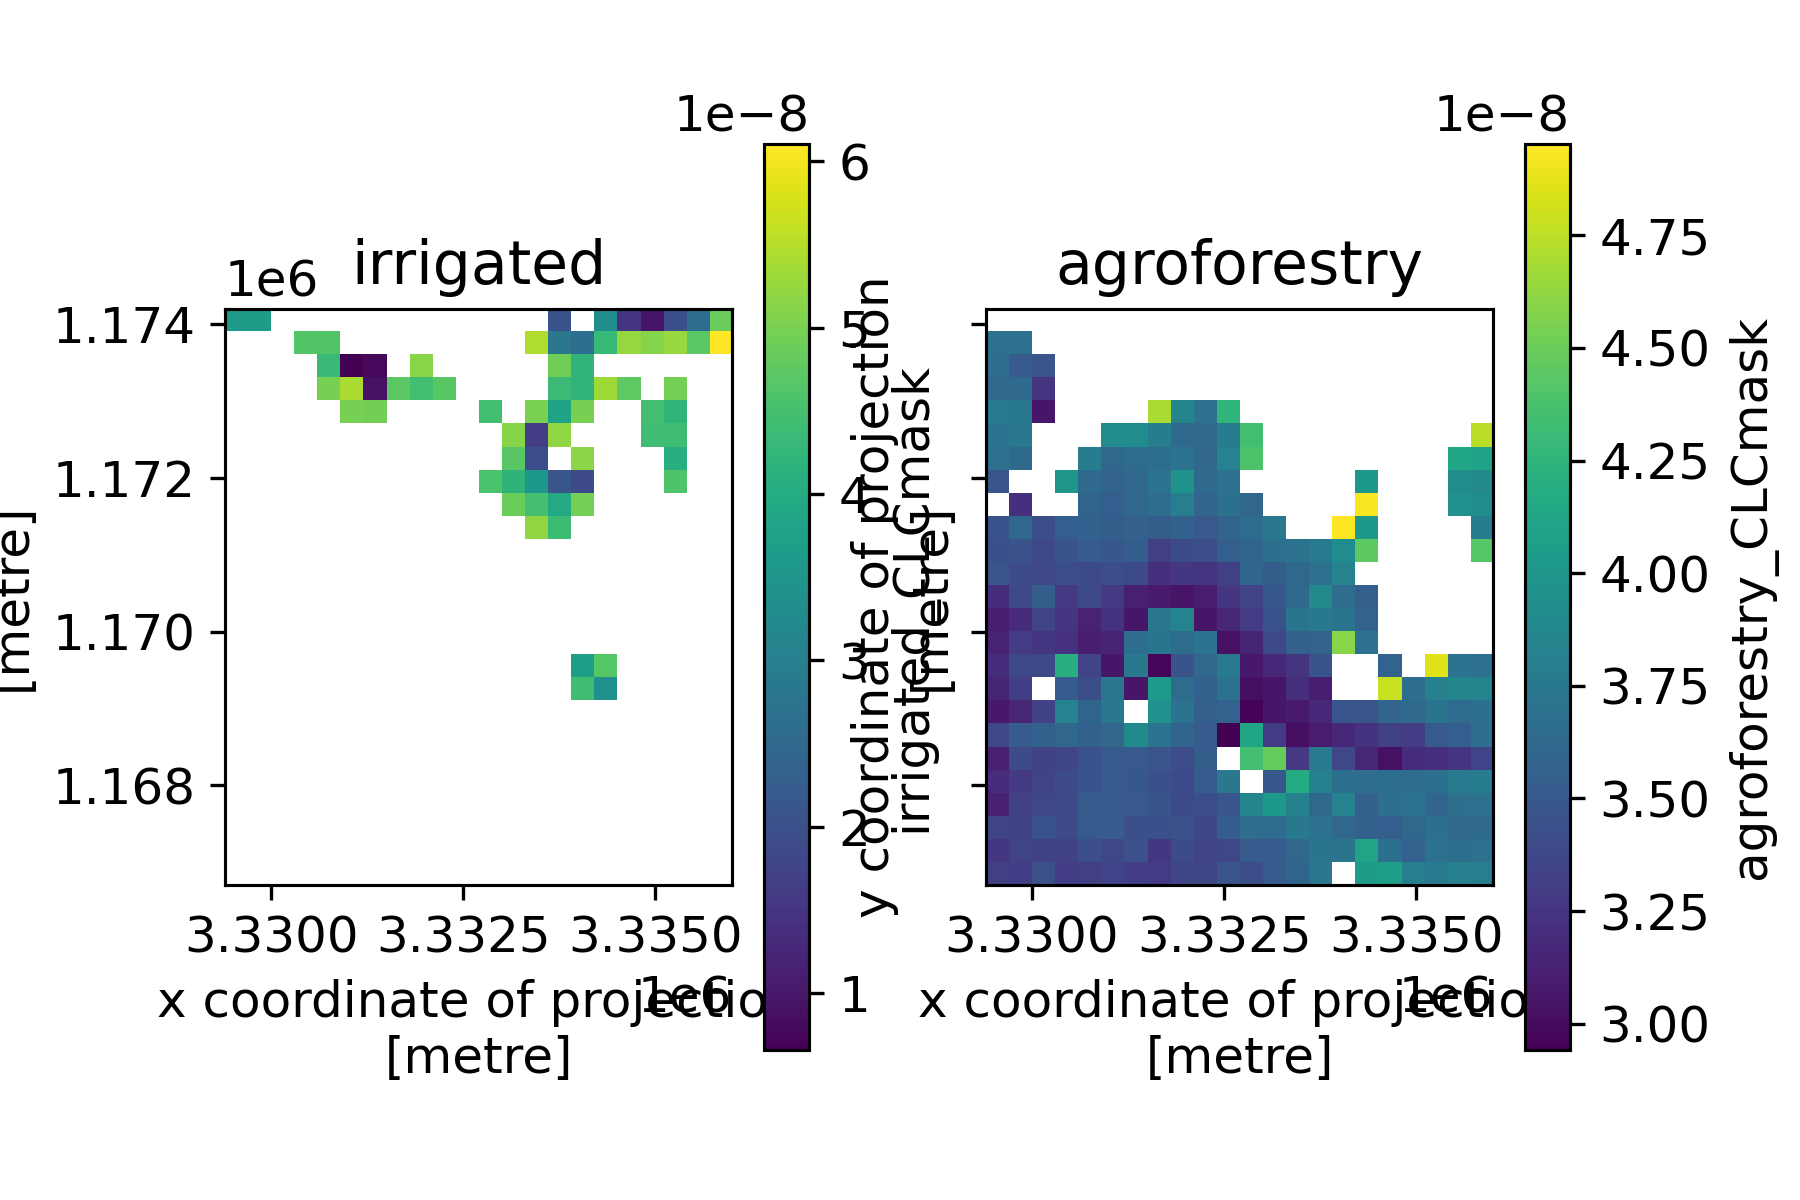 irrigated
1e6
1.174
1.172
1.170
1.168
[metre]
3.3300 3.3325 3.3350
1e6
x coordinate of projectio
[metre]
1e−8
6
5
4
3
2
1
irrigated_CLCmask
agroforestry
y coordinate of projection
[metre]
3.3300 3.3325 3.3350
1e6
x coordinate of projectio
[metre]
1e−8
4.75
4.50
4.25
4.00
3.75
3.50
3.25
3.00
agroforestry_CLCmask